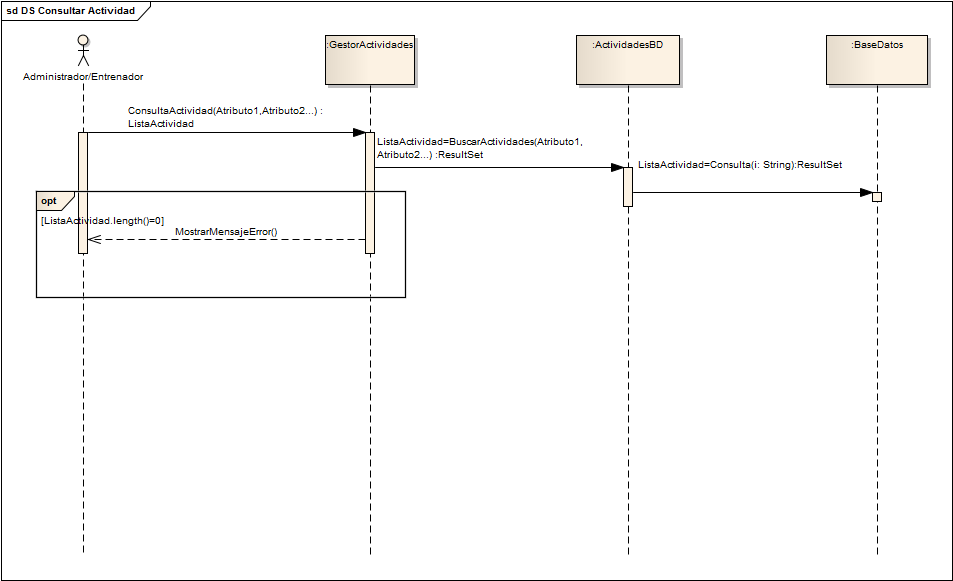 sd DS Consultar Actividad
Administrador/Entrenador
:GestorActividades
:ActividadesBD
:BaseDatos
ConsultaActividad(Atributo1,Atributo2...) :
ListaActividad
ListaActividad=BuscarActividades(Atributo1,
Atributo2...) :ResultSet
ListaActividad=Consulta(i: String):ResultSet
opt
[ListaActividad.length()=0]
MostrarMensajeError()